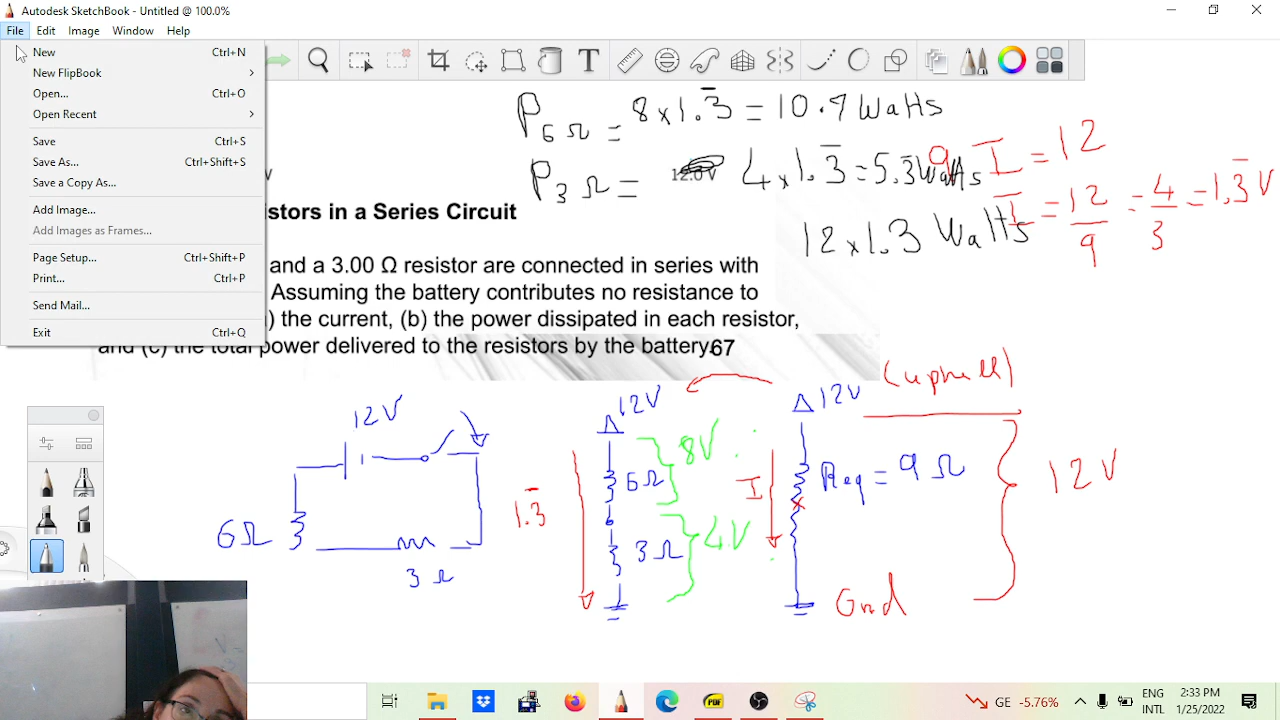 Autodesk SketchBook - Untitled @ 100.0%
File Edit Image Window Help
New Ctrl+N
New FlipBook
Open... Ctrl+O
Open Recent
Save Ctrl+S
Save As... Ctrl+Shift+S
Save a Copy As...
Add Image...
Add Images as Frames...
Page Setup... Ctrl+Shift+P
Print... Ctrl+P
Send Mail...
Exit Ctrl+Q
P6Ω = 8 x 1.3̅ = 10.7 Watts
P3Ω = 4 x 1.3̅ = 5.3 Watts
12.0 V
12 x 1.3 Watts
9 I = 12
I = 12/9 = 4/3 = 1.3̅ V
istors in a Series Circuit
and a 3.00 Ω resistor are connected in series with
Assuming the battery contributes no resistance to
) the current, (b) the power dissipated in each resistor,
and (c) the total power delivered to the resistors by the battery.
67
12V
6Ω
3Ω
1.3̅
12V
6Ω
3Ω
8V
4V
I
12V
Req = 9Ω
Gnd
12V
ENG
INTL
GE -5.76%
2:33 PM
1/25/2022
PDF